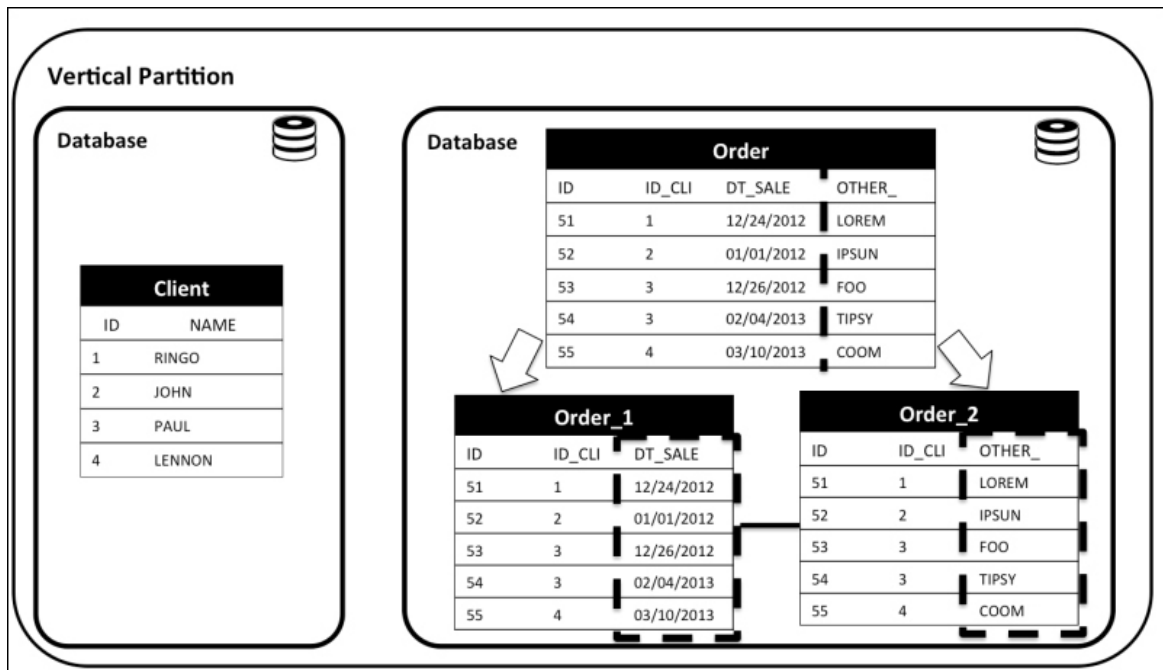 Vertical Partition
Database
Client
ID NAME
1 RINGO
2 JOHN
3 PAUL
4 LENNON
Database
Order
ID ID_CLI DT_SALE OTHER_
51 1 12/24/2012 LOREM
52 2 01/01/2012 IPSUN
53 3 12/26/2012 FOO
54 3 02/04/2013 TIPSY
55 4 03/10/2013 COOM
Order_1
ID ID_CLI DT_SALE
51 1 12/24/2012
52 2 01/01/2012
53 3 12/26/2012
54 3 02/04/2013
55 4 03/10/2013
Order_2
ID ID_CLI OTHER_
51 1 LOREM
52 2 IPSUN
53 3 FOO
54 3 TIPSY
55 4 COOM